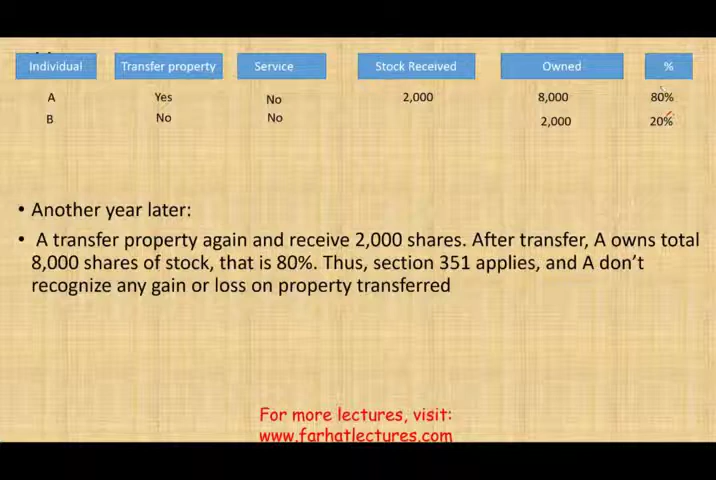 Individual Transfer property Service Stock Received Owned %
A Yes No 2,000 8,000 80%
B No No 2,000 20%
• Another year later:
• A transfer property again and receive 2,000 shares. After transfer, A owns total
8,000 shares of stock, that is 80%. Thus, section 351 applies, and A don't
recognize any gain or loss on property transferred
For more lectures, visit:
www.farhatlectures.com